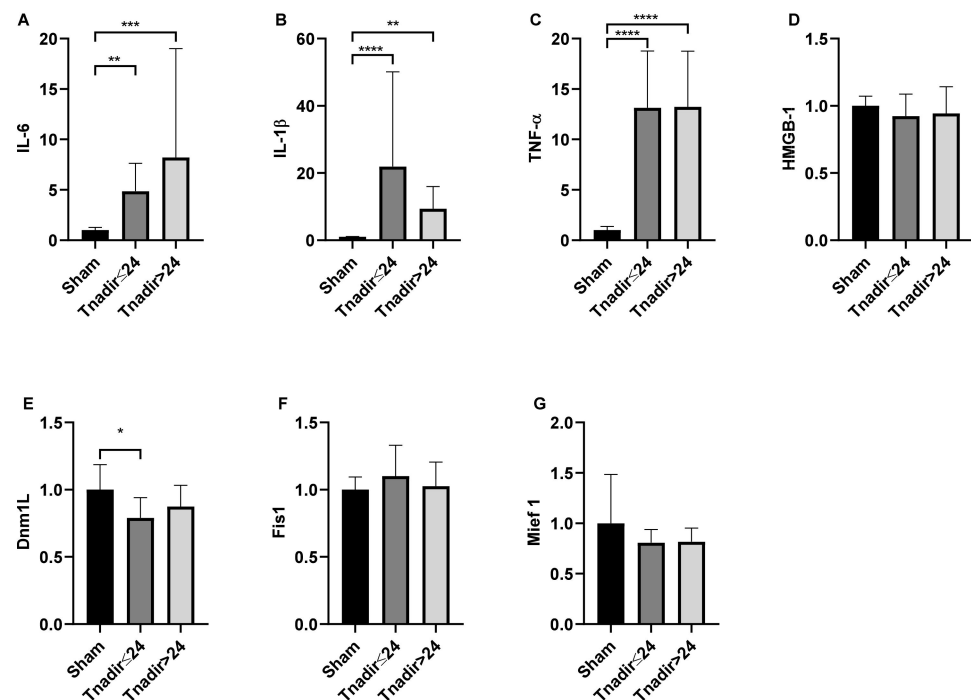 A
IL-6
20
15
10
5
0
***
**
Sham
Tnadir≤24
Tnadir>24
B
IL-1β
60
40
20
0
**
****
Sham
Tnadir≤24
Tnadir>24
C
TNF-α
20
15
10
5
0
****
****
Sham
Tnadir≤24
Tnadir>24
D
HMGB-1
1.5
1.0
0.5
0.0
Sham
Tnadir≤24
Tnadir>24
E
Dnm1L
1.5
1.0
0.5
0.0
*
Sham
Tnadir≤24
Tnadir>24
F
Fis1
1.5
1.0
0.5
0.0
Sham
Tnadir≤24
Tnadir>24
G
Mief 1
2.0
1.5
1.0
0.5
0.0
Sham
Tnadir≤24
Tnadir>24